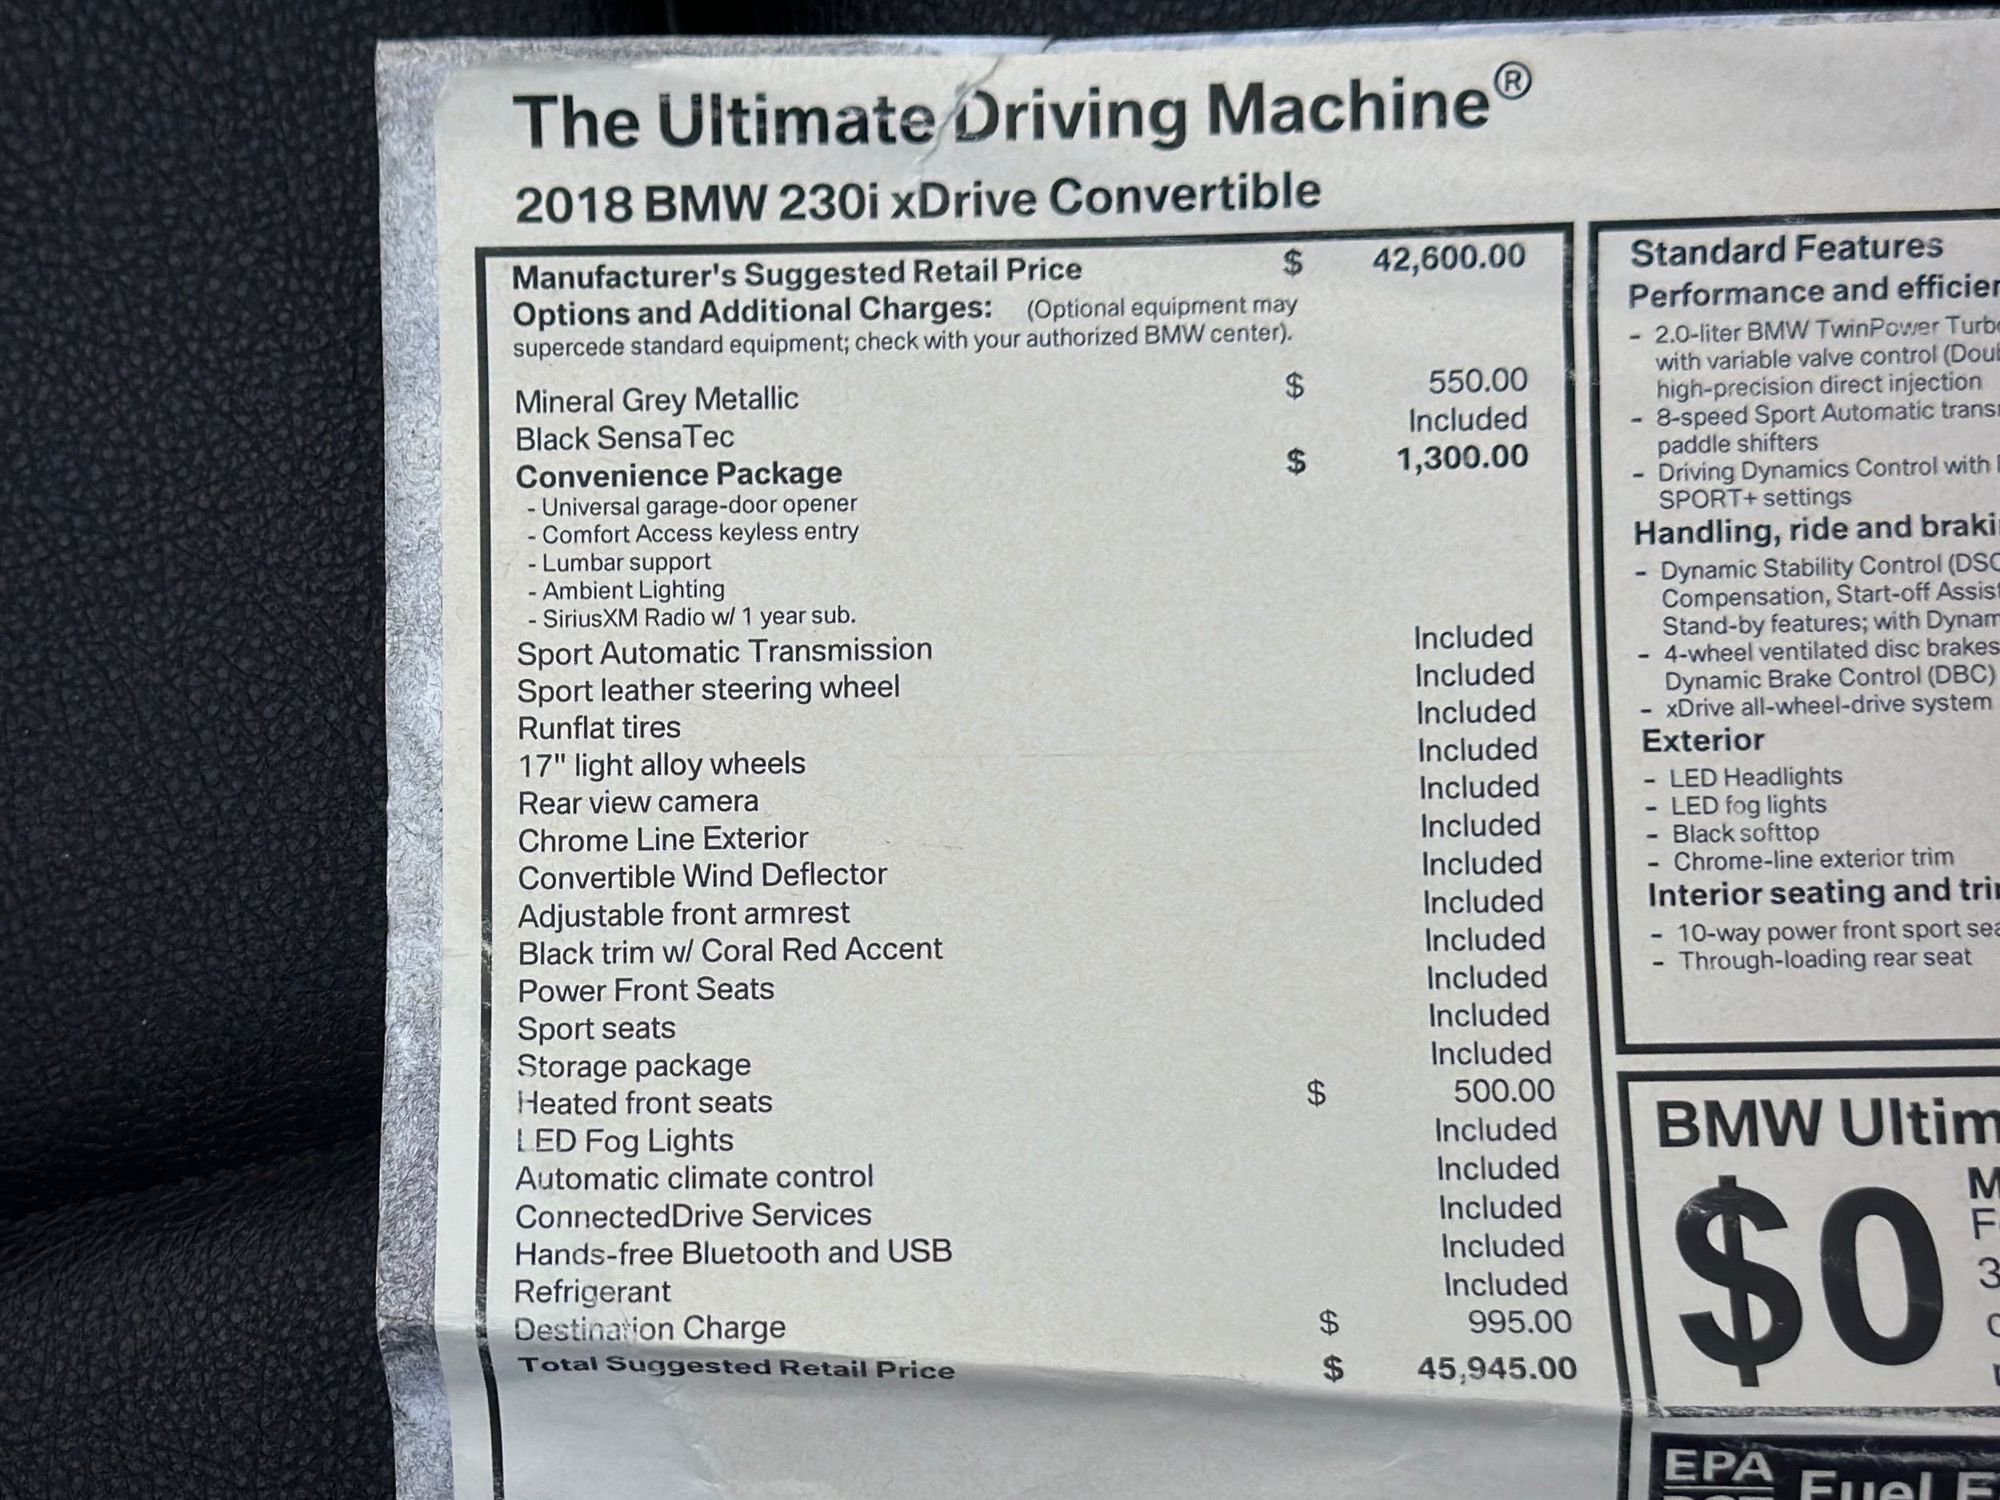 The Ultimate Driving Machine®
2018 BMW 230i xDrive Convertible
Manufacturer's Suggested Retail Price $ 42,600.00
Options and Additional Charges: (Optional equipment may
supercede standard equipment; check with your authorized BMW center).
Mineral Grey Metallic $ 550.00
Black SensaTec Included
Convenience Package $ 1,300.00
- Universal garage-door opener
- Comfort Access keyless entry
- Lumbar support
- Ambient Lighting
- SiriusXM Radio w/ 1 year sub.
Sport Automatic Transmission Included
Sport leather steering wheel Included
Runflat tires Included
17" light alloy wheels Included
Rear view camera Included
Chrome Line Exterior Included
Convertible Wind Deflector Included
Adjustable front armrest Included
Black trim w/ Coral Red Accent Included
Power Front Seats Included
Sport seats Included
Storage package Included
Heated front seats $ 500.00
LED Fog Lights Included
Automatic climate control Included
ConnectedDrive Services Included
Hands-free Bluetooth and USB Included
Refrigerant Included
Destination Charge $ 995.00
Total Suggested Retail Price $ 45,945.00
Standard Features
Performance and
- 2.0-liter BMW TwinPower
with variable valve control
high-precision direct injection
- 8-speed Sport Automatic
paddle shifters
- Driving Dynamics Control with
SPORT+ settings
Handling, ride and
- Dynamic Stability Control
Compensation, Start-off
Stand-by features; with
- 4-wheel ventilated disc brakes
Dynamic Brake Control (DBC)
- xDrive all-wheel-drive system
Exterior
- LED Headlights
- LED fog lights
- Black softtop
- Chrome-line exterior trim
Interior seating and
- 10-way power front sport
- Through-loading rear seat
BMW
$0
EPA
Fuel